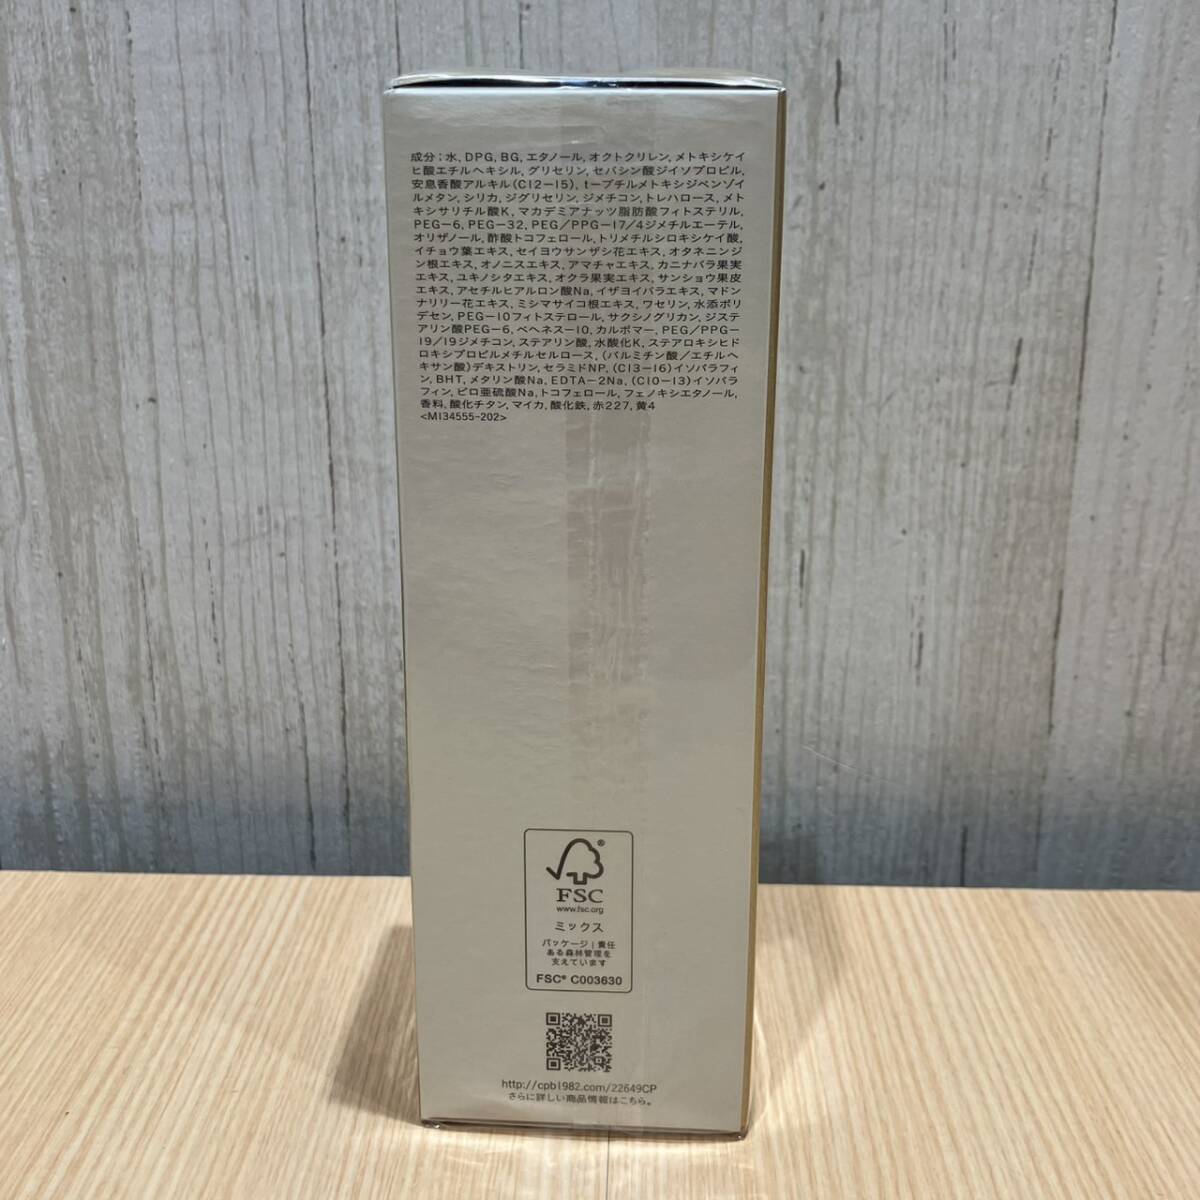 成分：水、DPG、BG、エタノール、オクトクリレン、メトキシケイ
ヒ酸エチルヘキシル、グリセリン、セバシン酸ジイソプロピル、
安息香酸アルキル(C12-15)、t-ブチルメトキシジベンゾイ
ルメタン、シリカ、ジグリセリン、ジメチコン、トレハロース、メト
キシサリチル酸K、マカデミアナッツ脂肪酸フィトステリル、
PEG-6、PEG-32、PEG/PPG-17/4ジメチルエーテル、
オリザノール、酢酸トコフェロール、トリメチルシロキシケイ酸、
イチョウ葉エキス、セイヨウサンザシ花エキス、オタネニンジ
ン根エキス、オノニスエキス、アマチャエキス、カニナバラ果実
エキス、ユキノシタエキス、オクラ果実エキス、サンショウ果皮
エキス、アセチルヒアルロン酸Na、イザヨイバラエキス、マドン
ナリリー花エキス、ミシマサイコ根エキス、ワセリン、水添ポリ
デセン、PEG-10フィトステロール、サクシノグリカン、ジステ
アリン酸PEG-6、ベヘネス-10、カルボマー、PEG/PPG-
19/19ジメチコン、ステアリン酸、水酸化K、ステアロキシヒド
ロキシプロピルメチルセルロース、(パルミチン酸/エチルヘ
キサン酸)デキストリン、セラミドNP、(C13-16)イソパラフィ
ン、BHT、メタリン酸Na、EDTA-2Na、(C10-13)イソパラ
フィン、ピロ亜硫酸Na、トコフェロール、フェノキシエタノール、
香料、酸化チタン、マイカ、酸化鉄、赤227、黄4
<M134555-202>
FSC®
www.fsc.org
ミックス
パッケージ | 責任
ある森林管理を
支えています
FSC® C003630
http://cpb1982.com/22649CP
さらに詳しい商品情報はこちら。